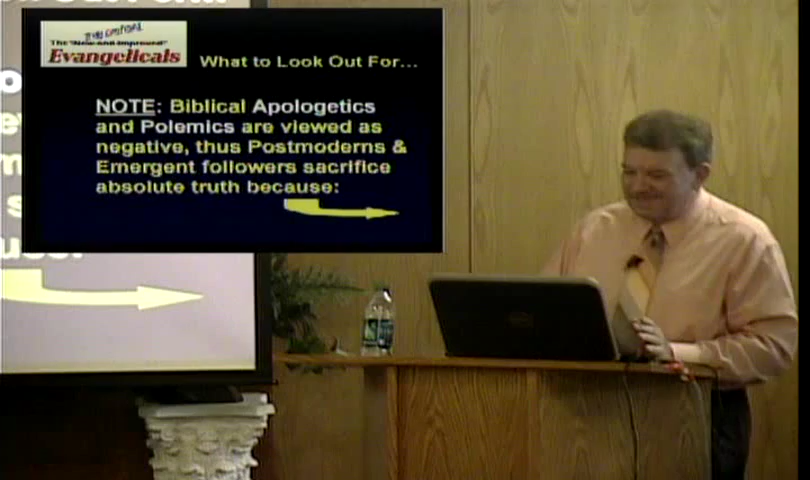 The "New and Improved"
Evangelicals
What to Look Out For...
NOTE: Biblical Apologetics
and Polemics are viewed as
negative, thus Postmoderns &
Emergent followers sacrifice
absolute truth because: